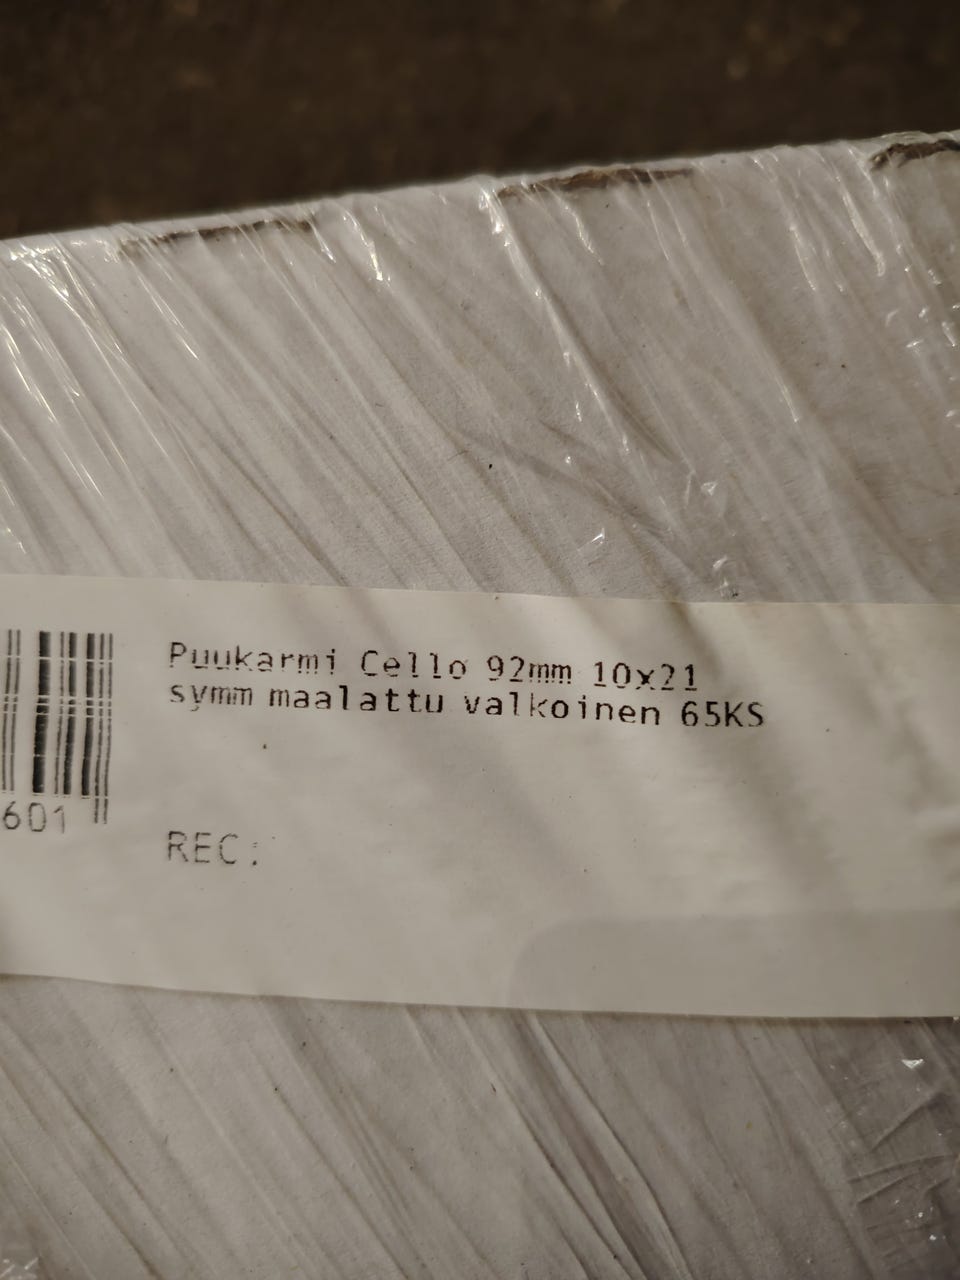 Puukarmi Cello 92mm 10x21
symm maalattu valkoinen 65KS
601
REC: